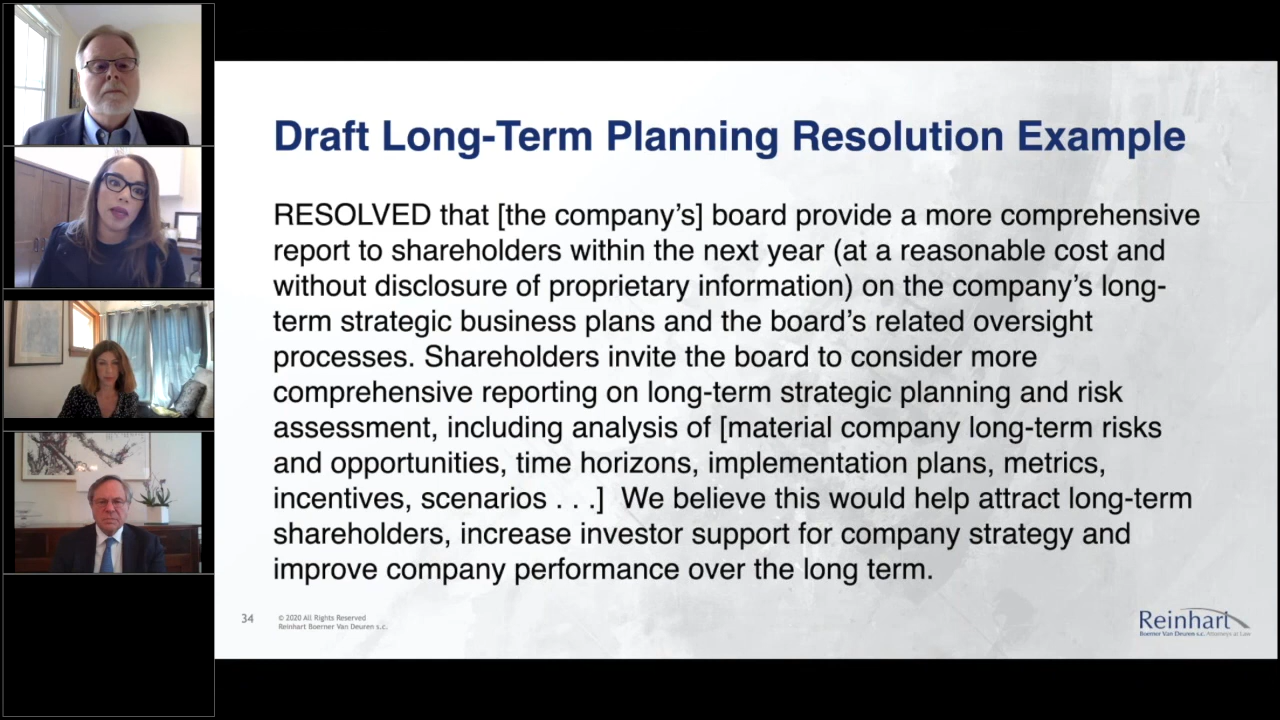 Draft Long-Term Planning Resolution Example
RESOLVED that [the company's] board provide a more comprehensive
report to shareholders within the next year (at a reasonable cost and
without disclosure of proprietary information) on the company's long-
term strategic business plans and the board's related oversight
processes. Shareholders invite the board to consider more
comprehensive reporting on long-term strategic planning and risk
assessment, including analysis of [material company long-term risks
and opportunities, time horizons, implementation plans, metrics,
incentives, scenarios . . .]  We believe this would help attract long-term
shareholders, increase investor support for company strategy and
improve company performance over the long term.
34
© 2020 All Rights Reserved
Reinhart Boerner Van Deuren s.c.
Reinhart
Boerner Van Deuren s.c. Attorneys at Law